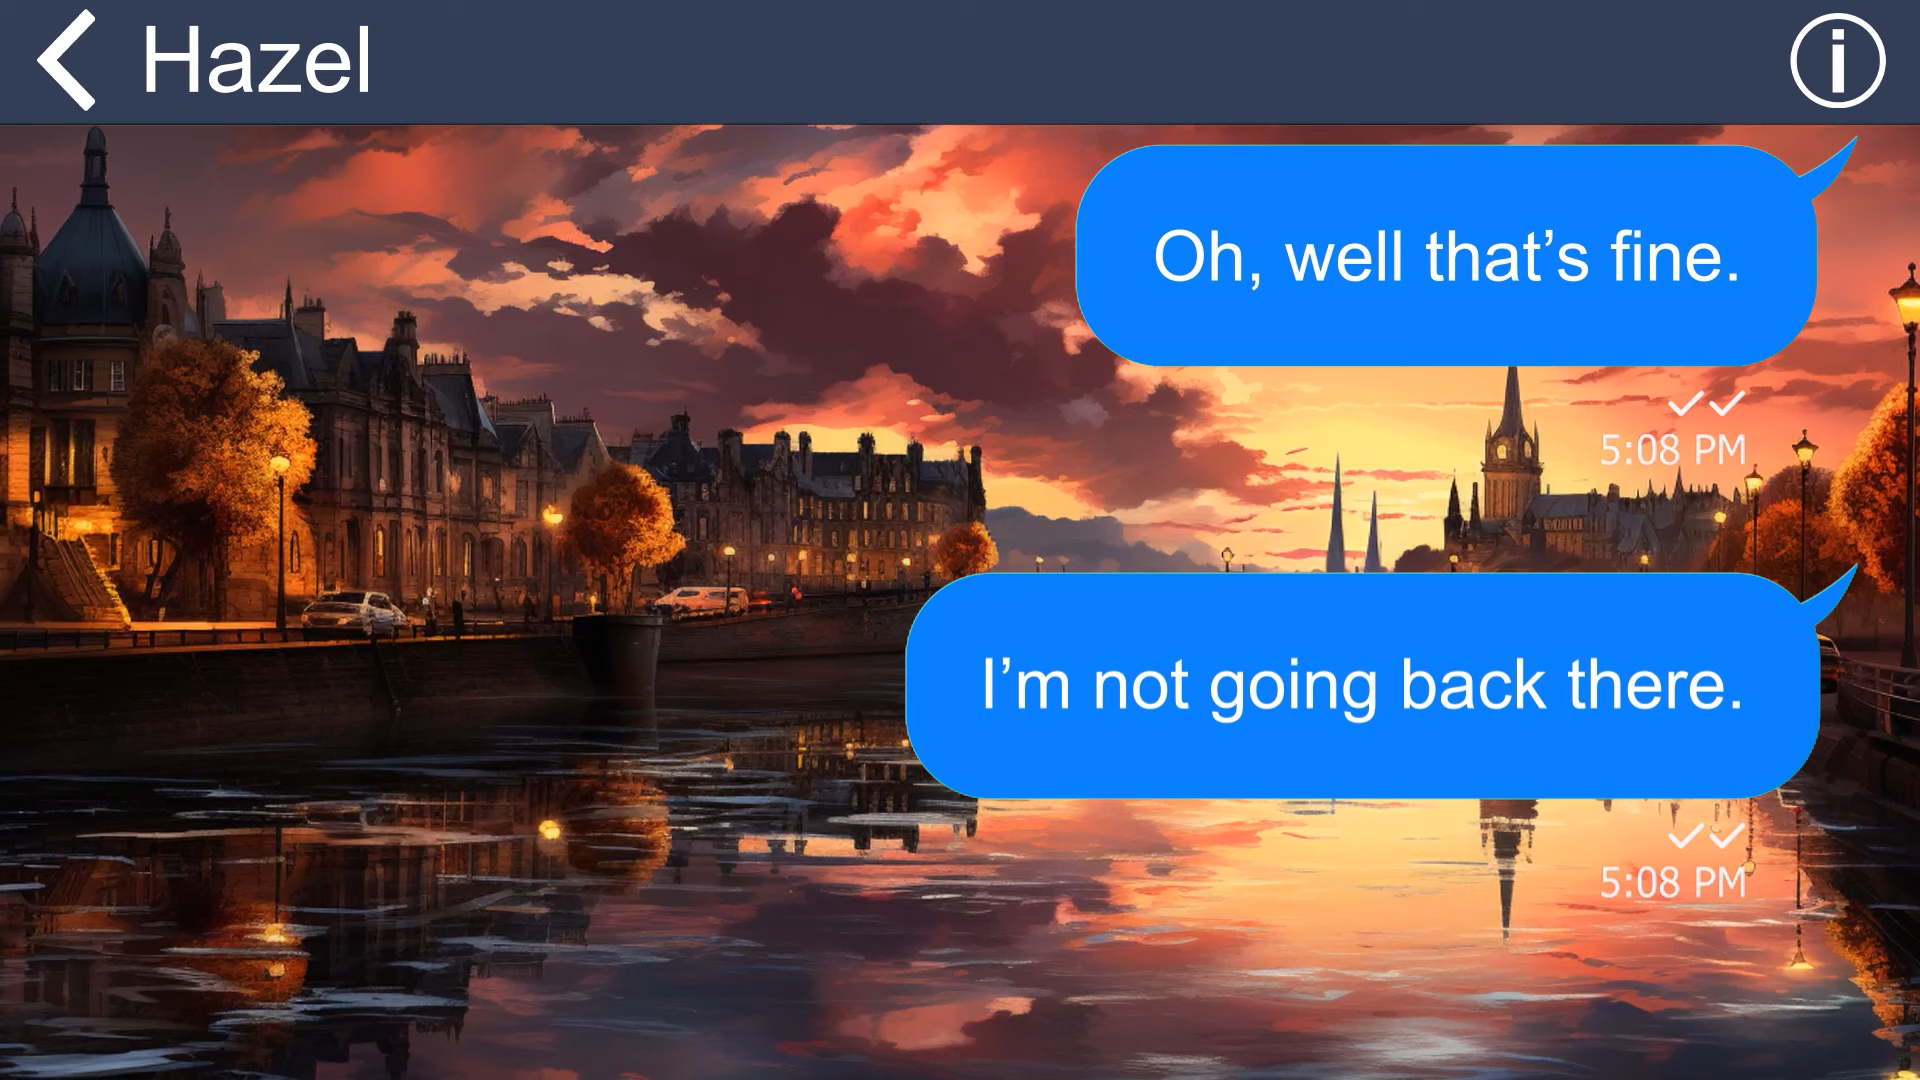 Hazel
Oh, well that’s fine.
5:08 PM
I’m not going back there.
5:08 PM